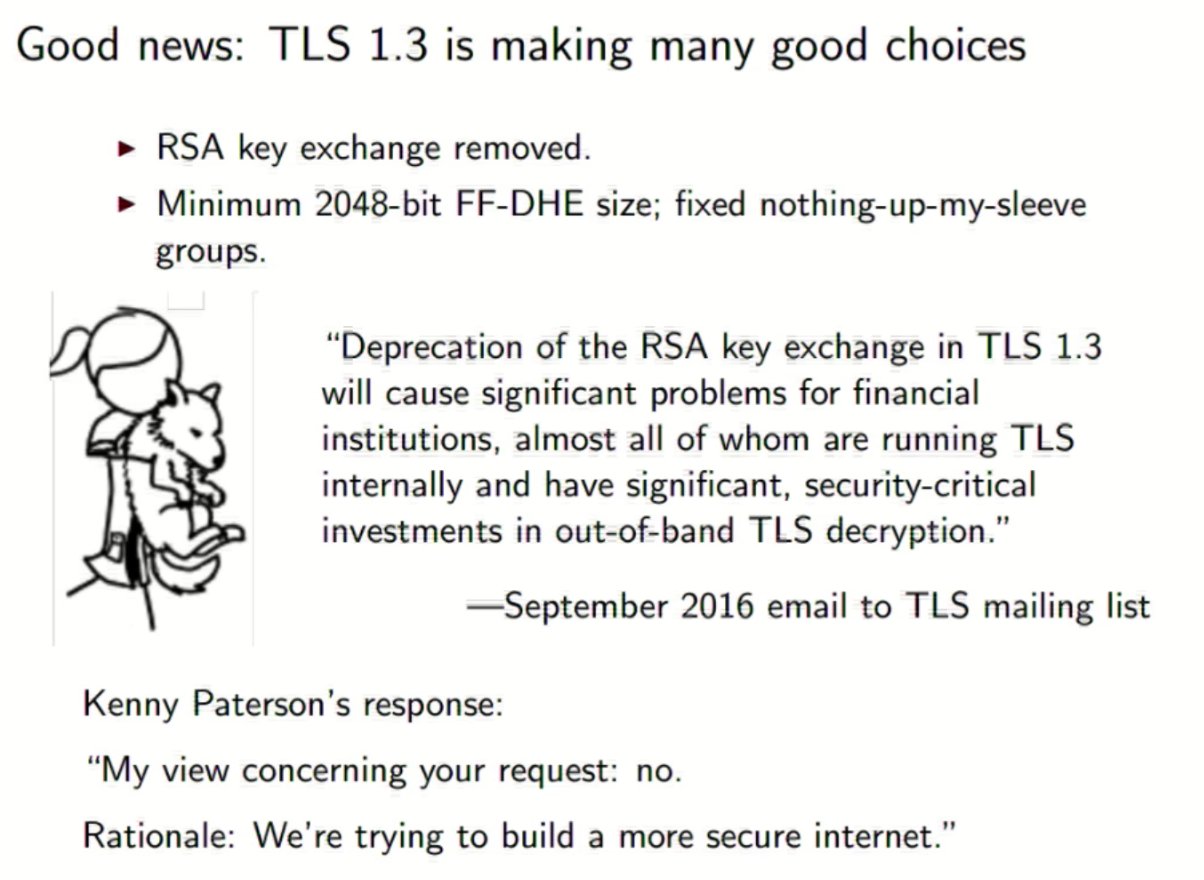 Good news: TLS 1.3 is making many good choices
▶ RSA key exchange removed.
▶ Minimum 2048-bit FF-DHE size; fixed nothing-up-my-sleeve
groups.
“Deprecation of the RSA key exchange in TLS 1.3
will cause significant problems for financial
institutions, almost all of whom are running TLS
internally and have significant, security-critical
investments in out-of-band TLS decryption.”
—September 2016 email to TLS mailing list
Kenny Paterson’s response:
“My view concerning your request: no.
Rationale: We’re trying to build a more secure internet.”